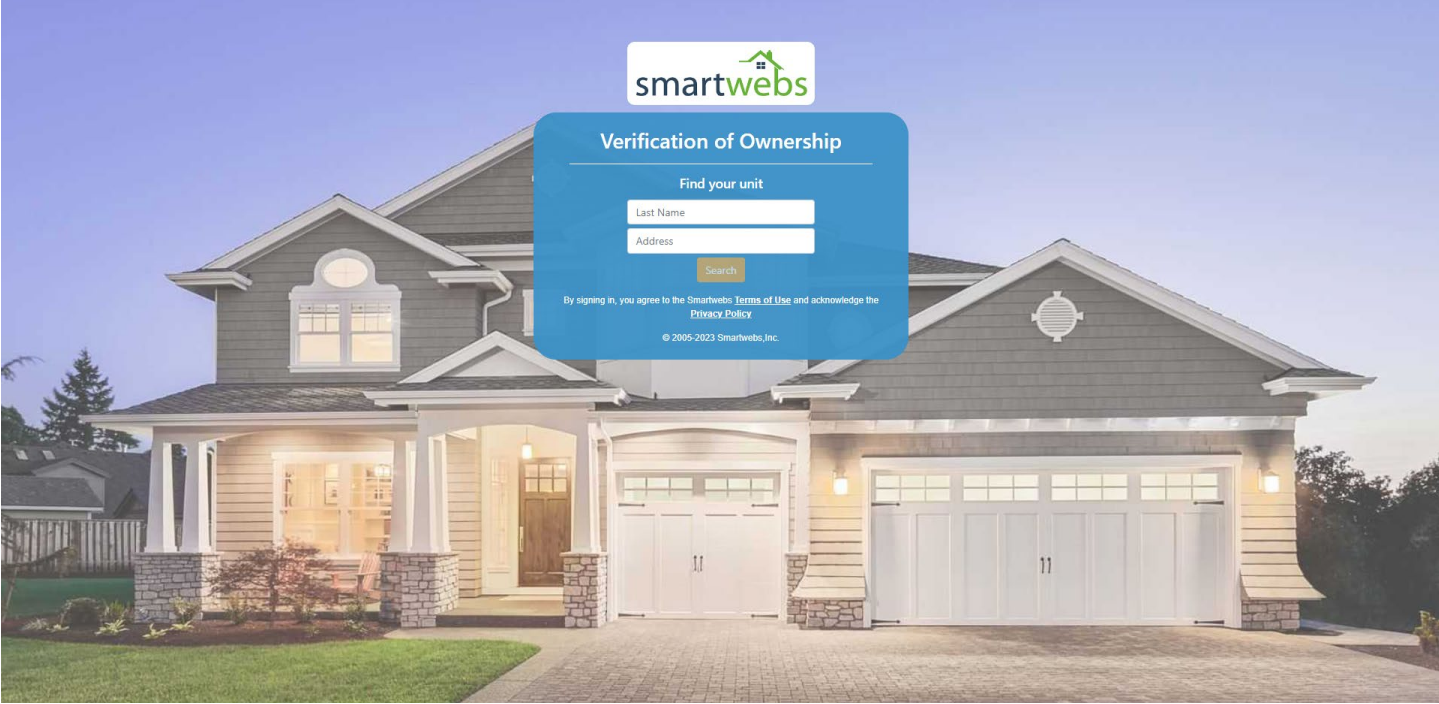 smartwebs
Verification of Ownership
Find your unit
Last Name
Address
Search
By signing in, you agree to the Smartwebs Terms of Use and acknowledge the
Privacy Policy
© 2005-2023 Smartwebs,Inc.